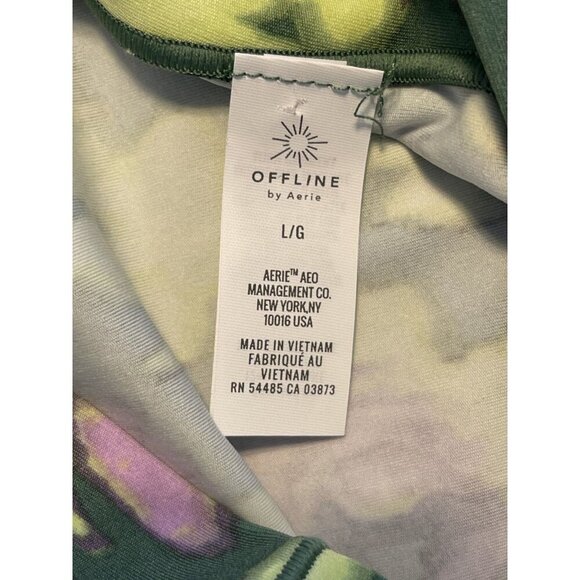 OFFLINE
by Aerie
L/G
AERIE™ AEO
MANAGEMENT CO.
NEW YORK,NY
10016 USA
MADE IN VIETNAM
FABRIQUÉ AU
VIETNAM
RN 54485 CA 03873